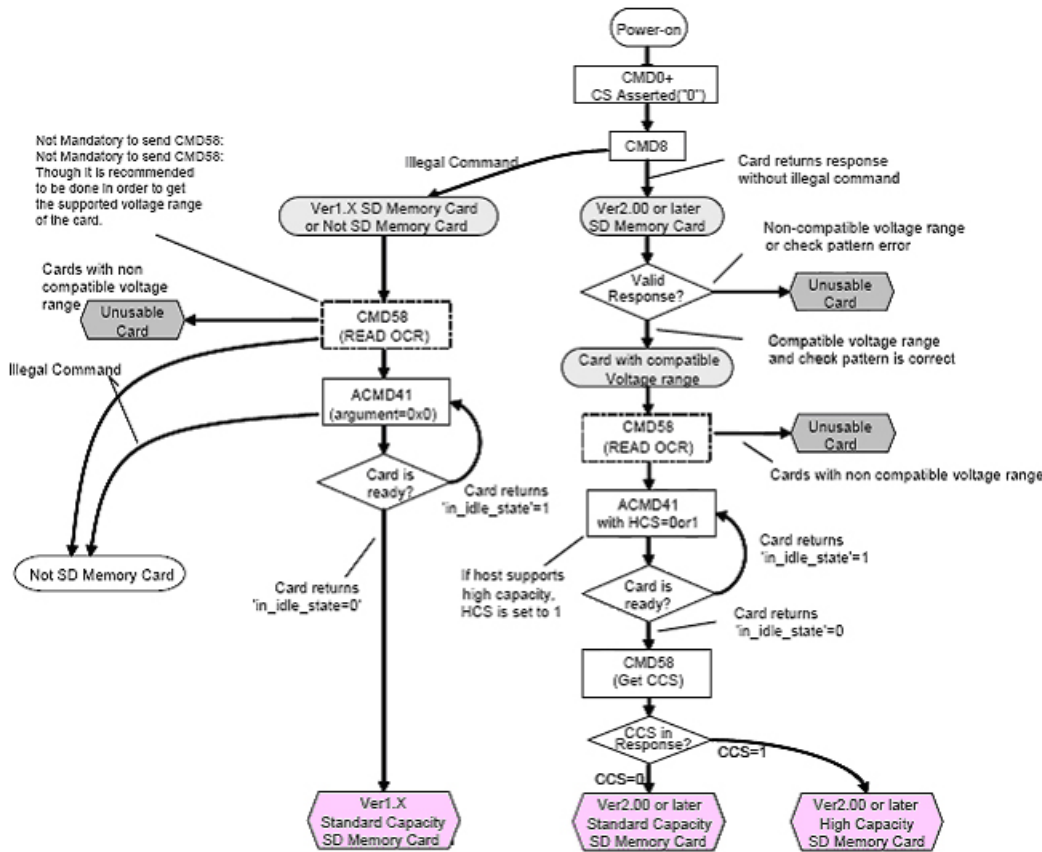 Power-on
CMD0+
CS Asserted("0")
CMD8
Illegal Command
Card returns response
without illegal command
Not Mandatory to send CMD58:
Not Mandatory to send CMD58:
Though it is recommended
to be done in order to get
the supported voltage range
of the card.
Ver1.X SD Memory Card
or Not SD Memory Card
Ver2.00 or later
SD Memory Card
Non-compatible voltage range
or check pattern error
Valid
Response?
Unusable
Card
Cards with non
compatible voltage
range
Unusable
Card
CMD58
(READ OCR)
Compatible voltage range
and check pattern is correct
Card with compatible
Voltage range
Illegal Command
ACMD41
(argument=0x0)
CMD58
(READ OCR)
Unusable
Card
Cards with non compatible voltage range
Card is
ready?
Card returns
'in_idle_state'=1
ACMD41
with HCS=0or1
Card returns
'in_idle_state'=1
Not SD Memory Card
Card returns
'in_idle_state=0'
If host supports
high capacity,
HCS is set to 1
Card is
ready?
Card returns
'in_idle_state'=0
CMD58
(Get CCS)
CCS in
Response?
CCS=1
CCS=0
Ver1.X
Standard Capacity
SD Memory Card
Ver2.00 or later
Standard Capacity
SD Memory Card
Ver2.00 or later
High Capacity
SD Memory Card